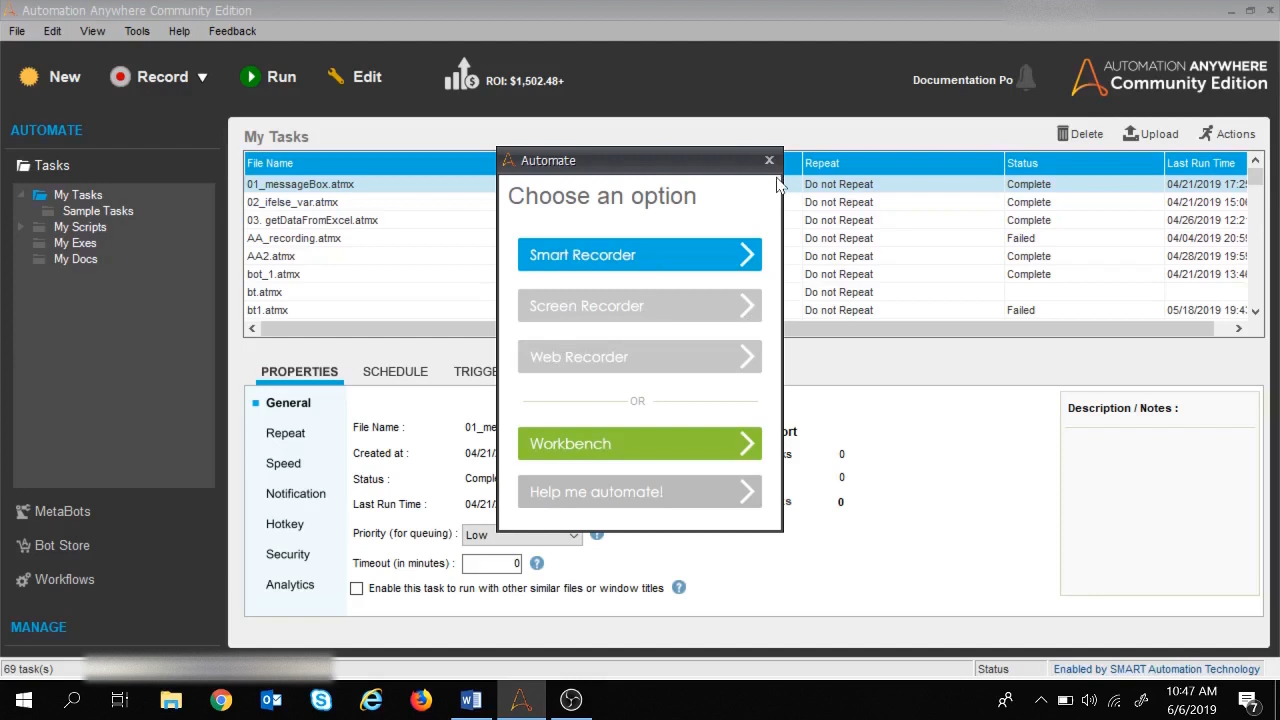 Automation Anywhere Community Edition
File Edit View Tools Help Feedback
New Record Run Edit ROI: $1,502.48+ Documentation Po AUTOMATION ANYWHERE
Community Edition
AUTOMATE
Tasks
My Tasks
Sample Tasks
My Scripts
My Exes
My Docs
MetaBots
Bot Store
Workflows
MANAGE
My Tasks Delete Upload Actions
File Name Repeat Status Last Run Time
01_messageBox.atmx Do not Repeat Complete 04/21/2019 17:29
02_ifelse_var.atmx Do not Repeat Complete 04/21/2019 15:06
03. getDataFromExcel.atmx Do not Repeat Complete 04/26/2019 12:2
AA_recording.atmx Do not Repeat Failed 04/04/2019 20:59
AA2.atmx Do not Repeat Complete 04/28/2019 19:59
bot_1.atmx Do not Repeat Complete 04/21/2019 13:46
bt.atmx Do not Repeat
bt1.atmx Do not Repeat Failed 05/18/2019 19:4
Automate x
Choose an option
Smart Recorder
Screen Recorder
Web Recorder
OR
Workbench
Help me automate!
PROPERTIES SCHEDULE TRIGG
General
Repeat
Speed
Notification
Hotkey
Security
Analytics
File Name : 01_me
Created at : 04/21/
Status : Comple
Last Run Time : 04/21/
Priority (for queuing) : Low ?
Timeout (in minutes) : 0 ?
Enable this task to run with other similar files or window titles ?
ort
ks 0
0
ks 0
Description / Notes :
69 task(s) Status Enabled by SMART Automation Technology
10:47 AM
6/6/2019
7